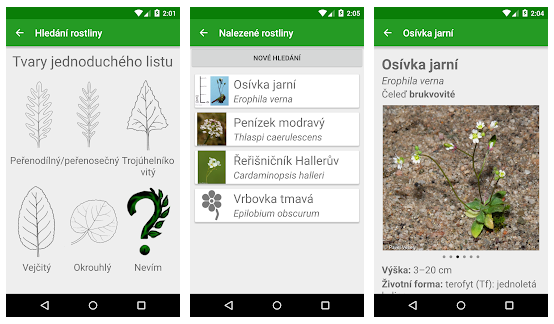 2:01
Hledání rostliny
Tvary jednoduchého listu
Peřenodílný/peřenosečný
Trojúhelníko
vitý
Vejčitý
Okrouhlý
Nevím
2:05
Nalezené rostliny
NOVÉ HLEDÁNÍ
Osívka jarní
Erophila verna
Penízek modravý
Thlaspi caerulescens
Řeřišničník Hallerův
Cardaminopsis halleri
Vrbovka tmavá
Epilobium obscurum
2:04
Osívka jarní
Osívka jarní
Erophila verna
Čeleď brukvovité
Výška: 3–20 cm
Životní forma: terofyt (Tf): jednoletá